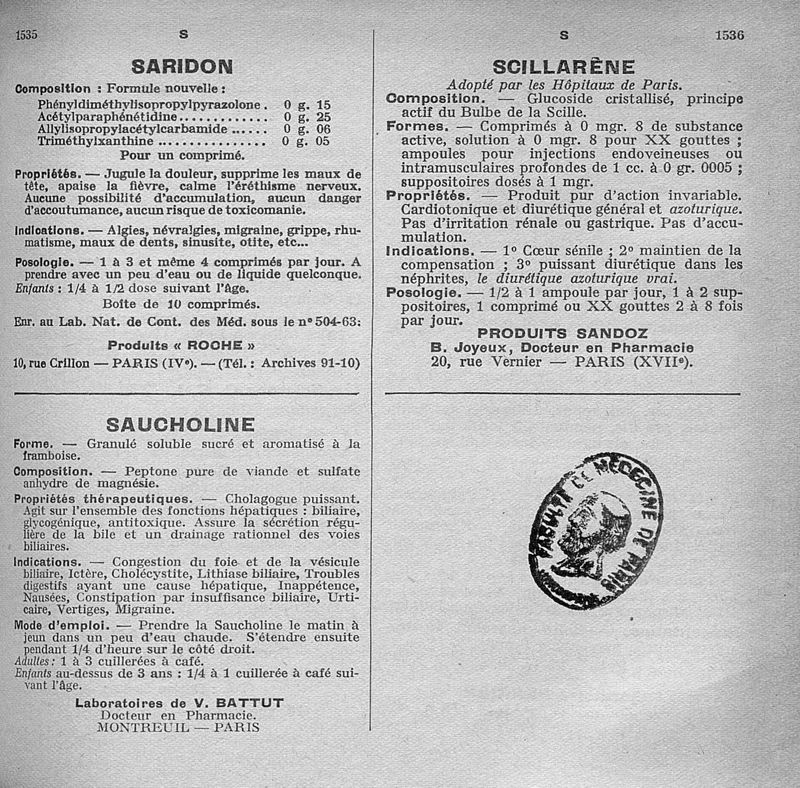 1535 S
SARIDON
Composition : Formule nouvelle :
Phényldiméthylisopropylpyrazolone . 0 g. 15
Acétylparaphénétidine............. 0 g. 25
Allylisopropylacétylcarbamide ...... 0 g. 06
Triméthylxanthine ................ 0 g. 05
Pour un comprimé.
Propriétés. — Jugule la douleur, supprime les maux de
tête, apaise la fièvre, calme l'éréthisme nerveux.
Aucune possibilité d'accumulation, aucun danger
d'accoutumance, aucun risque de toxicomanie.
Indications. — Algies, névralgies, migraine, grippe, rhu-
matisme, maux de dents, sinusite, otite, etc...
Posologie. — 1 à 3 et même 4 comprimés par jour. A
prendre avec un peu d'eau ou de liquide quelconque.
Enfants : 1/4 à 1/2 dose suivant l'âge.
Boîte de 10 comprimés.
Enr. au Lab. Nat. de Cont. des Méd. sous le n° 504-63:
Produits « ROCHE »
10, rue Crillon — PARIS (IVe). — (Tél. : Archives 91-10)
SAUCHOLINE
Forme. — Granulé soluble sucré et aromatisé à la
framboise.
Composition. — Peptone pure de viande et sulfate
anhydre de magnésie.
Propriétés thérapeutiques. — Cholagogue puissant.
Agit sur l'ensemble des fonctions hépatiques : biliaire,
glycogénique, antitoxique. Assure la sécrétion régu-
lière de la bile et un drainage rationnel des voies
biliaires.
Indications. — Congestion du foie et de la vésicule
biliaire, Ictère, Cholécystite, Lithiase biliaire, Troubles
digestifs ayant une cause hépatique, Inappétence,
Nausées, Constipation par insuffisance biliaire, Urti-
caire, Vertiges, Migraine.
Mode d'emploi. — Prendre la Saucholine le matin à
jeun dans un peu d'eau chaude. S'étendre ensuite
pendant 1/4 d'heure sur le côté droit.
Adultes : 1 à 3 cuillerées à café.
Enfants au-dessus de 3 ans : 1/4 à 1 cuillerée à café sui-
vant l'âge.
Laboratoires de V. BATTUT
Docteur en Pharmacie.
MONTREUIL — PARIS
S 1536
SCILLARÈNE
Adopté par les Hôpitaux de Paris.
Composition. — Glucoside cristallisé, principe
actif du Bulbe de la Scille.
Formes. — Comprimés à 0 mgr. 8 de substance
active, solution à 0 mgr. 8 pour XX gouttes ;
ampoules pour injections endoveineuses ou
intramusculaires profondes de 1 cc. à 0 gr. 0005 ;
suppositoires dosés à 1 mgr.
Propriétés. — Produit pur d'action invariable.
Cardiotonique et diurétique général et azoturique.
Pas d'irritation rénale ou gastrique. Pas d'accu-
mulation.
Indications. — 1° Cœur sénile ; 2° maintien de la
compensation ; 3° puissant diurétique dans les
néphrites, le diurétique azoturique vrai.
Posologie. — 1/2 à 1 ampoule par jour, 1 à 2 sup-
positoires, 1 comprimé ou XX gouttes 2 à 8 fois
par jour.
PRODUITS SANDOZ
B. Joyeux, Docteur en Pharmacie
20, rue Vernier — PARIS (XVIIe).
FACULTÉ DE MÉDECINE DE PARIS